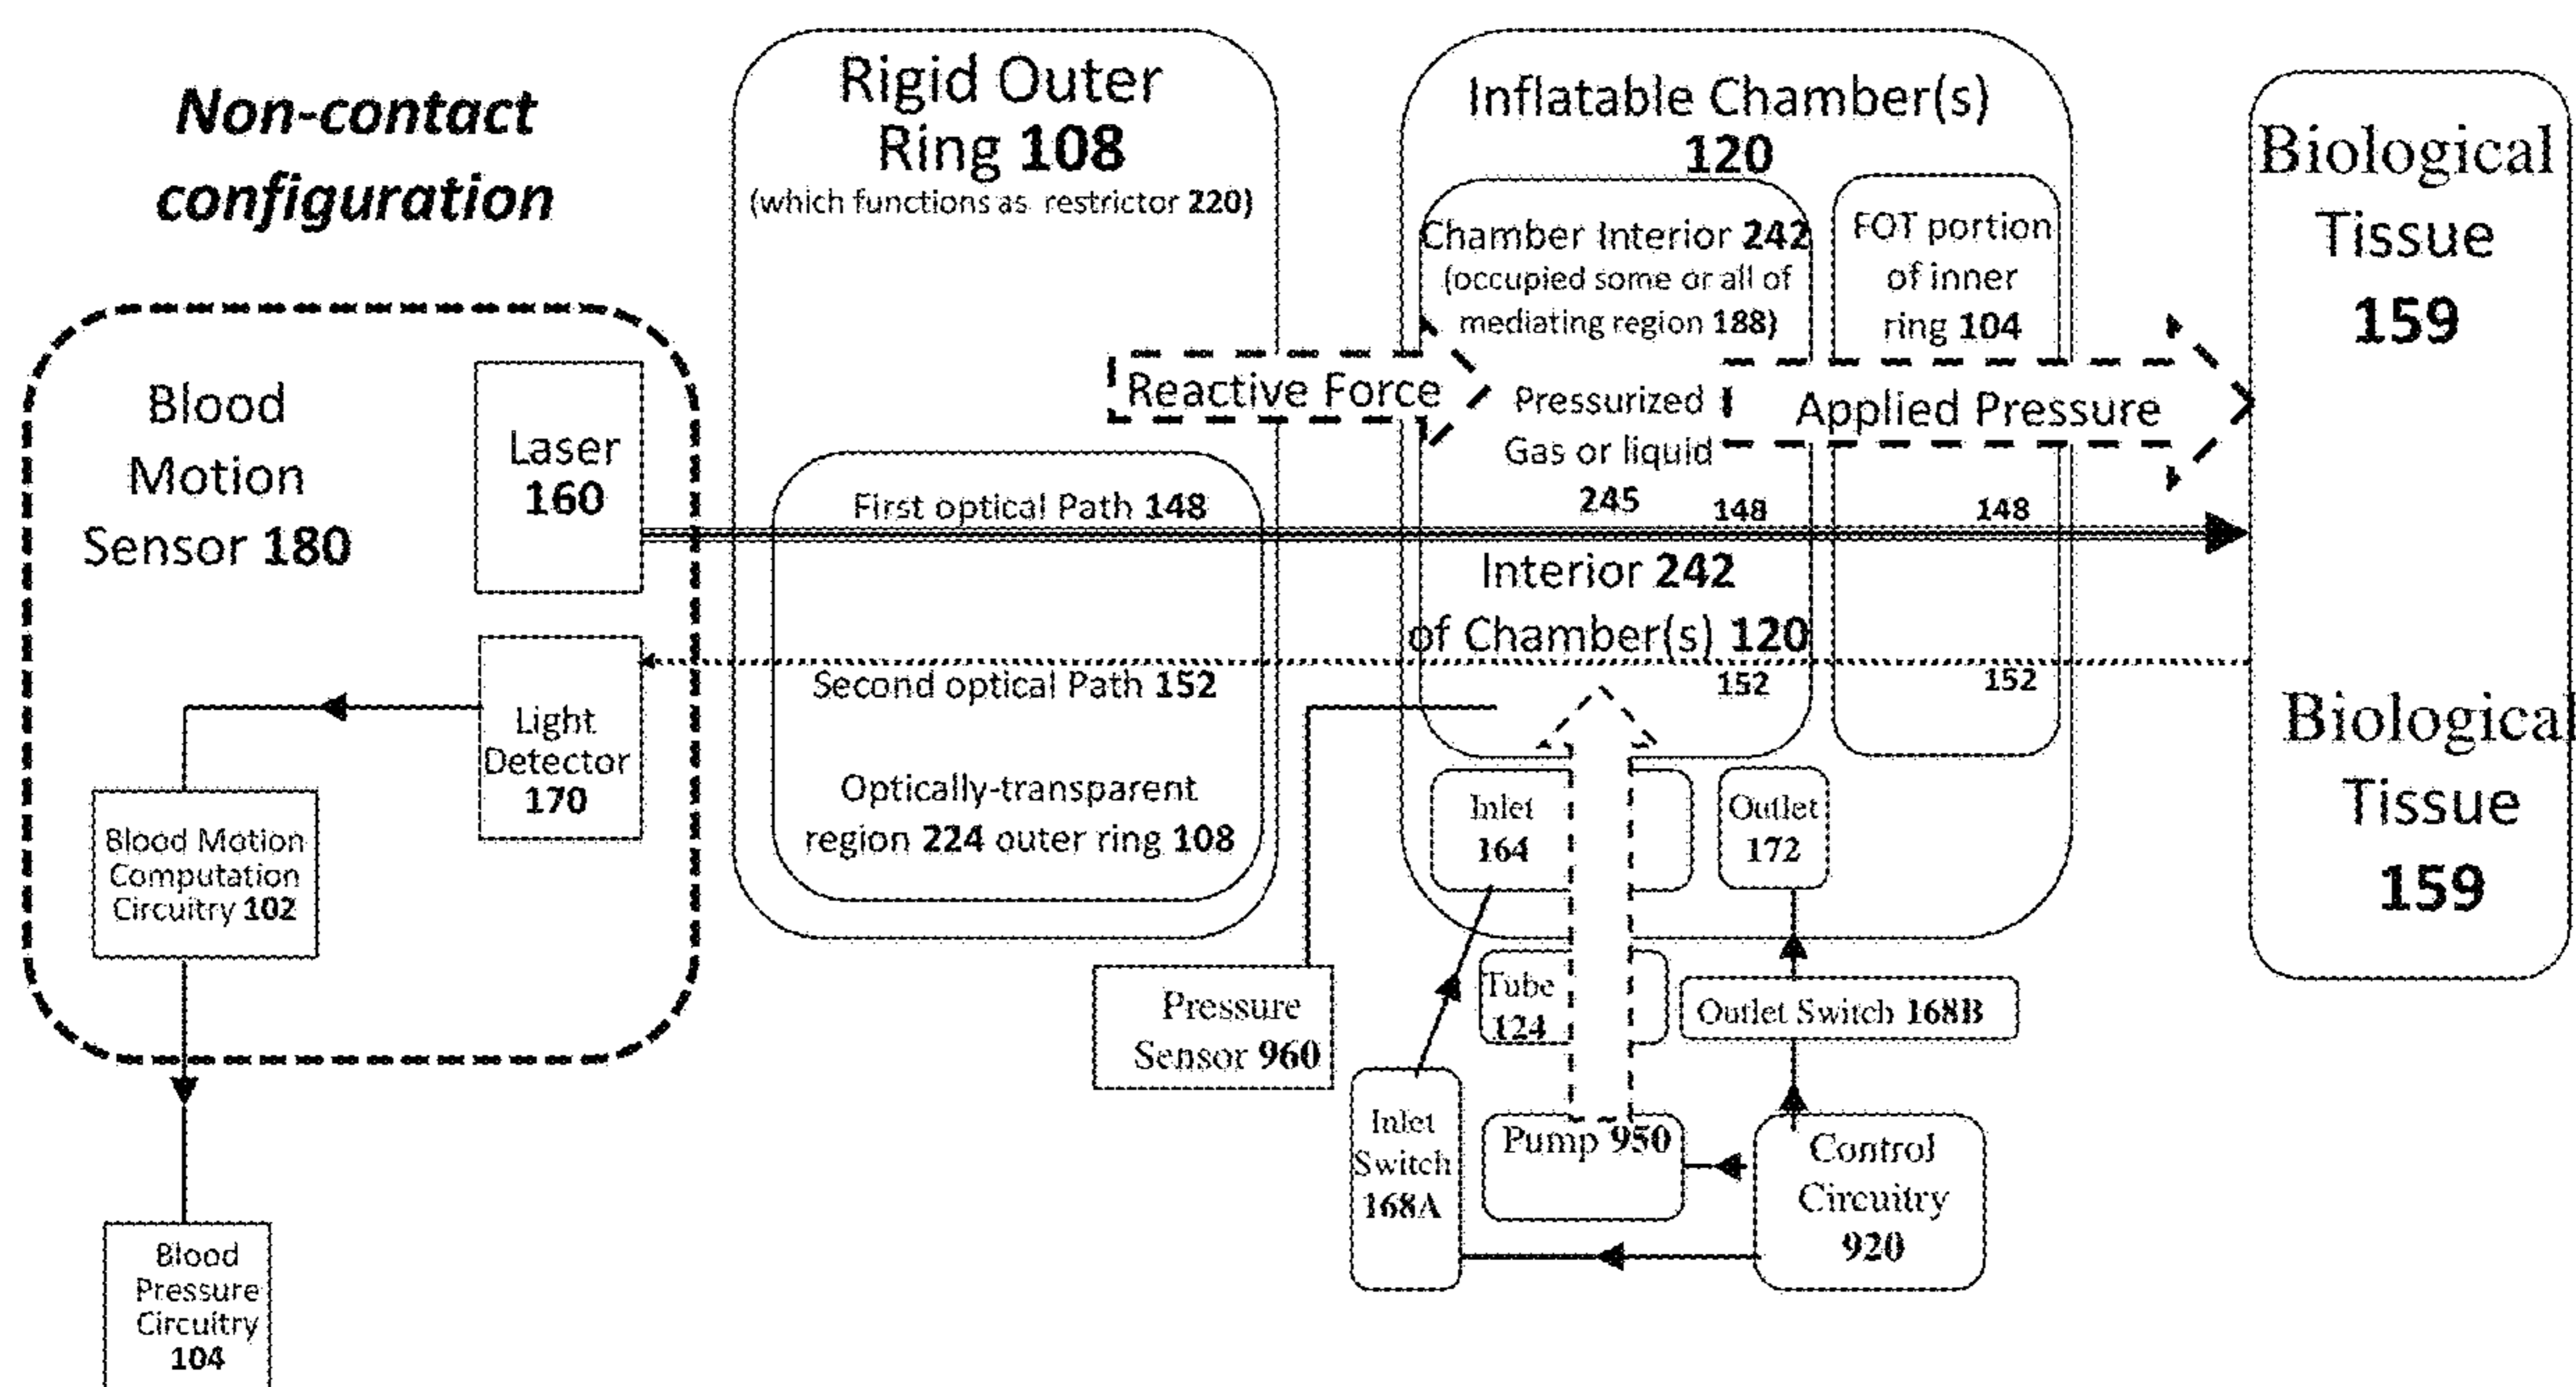 Non-contact
configuration
Blood
Motion
Sensor 180
Laser
160
Light
Detector
170
Blood Motion
Computation
Circuitry 102
Blood
Pressure
Circuitry
104
Rigid Outer
Ring 108
(which functions as restrictor 220)
Reactive Force
First optical Path 148
Second optical Path 152
Optically-transparent
region 224 outer ring 108
Inflatable Chamber(s)
120
Chamber Interior 242
(occupied some or all of
mediating region 188)
FOT portion
of inner
ring 104
Pressurized
Gas or liquid
245
Applied Pressure
148
148
Interior 242
of Chamber(s) 120
152
152
Inlet
164
Outlet
172
Tube
124
Outlet Switch 168B
Pressure
Sensor 960
Inlet
Switch
168A
Pump 950
Control
Circuitry
920
Biological
Tissue
159
Biological
Tissue
159